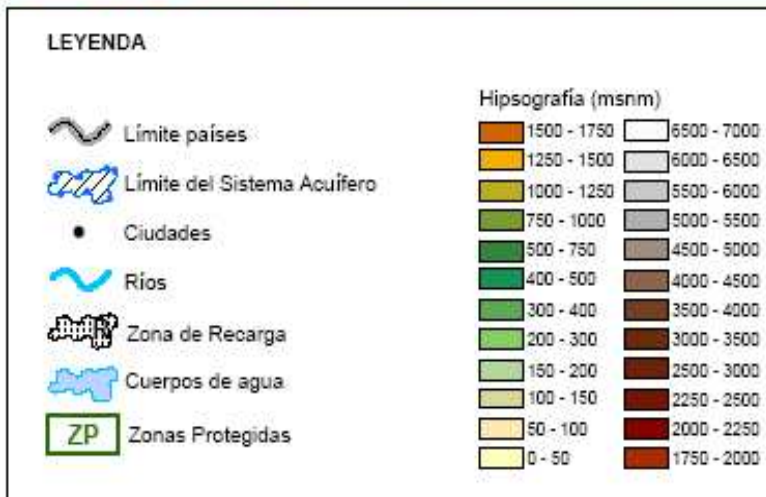 LEYENDA
Límite países
Límite del Sistema Acuífero
Ciudades
Ríos
Zona de Recarga
Cuerpos de agua
ZP Zonas Protegidas
Hipsografía (msnm)
1500 - 1750 6500 - 7000
1250 - 1500 6000 - 6500
1000 - 1250 5500 - 6000
750 - 1000 5000 - 5500
500 - 750 4500 - 5000
400 - 500 4000 - 4500
300 - 400 3500 - 4000
200 - 300 3000 - 3500
150 - 200 2500 - 3000
100 - 150 2250 - 2500
50 - 100 2000 - 2250
0 - 50 1750 - 2000